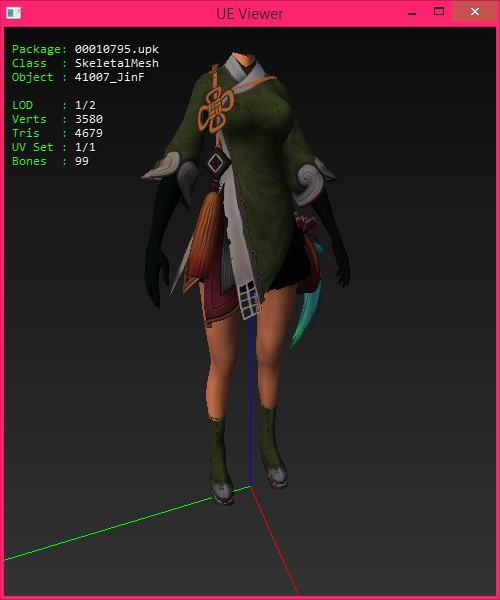 UE Viewer
Package: 00010795.upk
Class : SkeletalMesh
Object : 41007_JinF
LOD : 1/2
Verts : 3580
Tris : 4679
UV Set : 1/1
Bones : 99